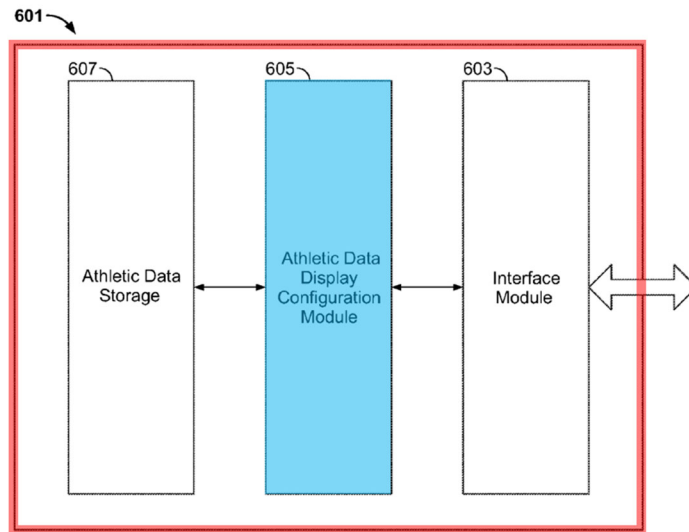 601
607
605
603
Athletic Data
Storage
Athletic Data
Display
Configuration
Module
Interface
Module